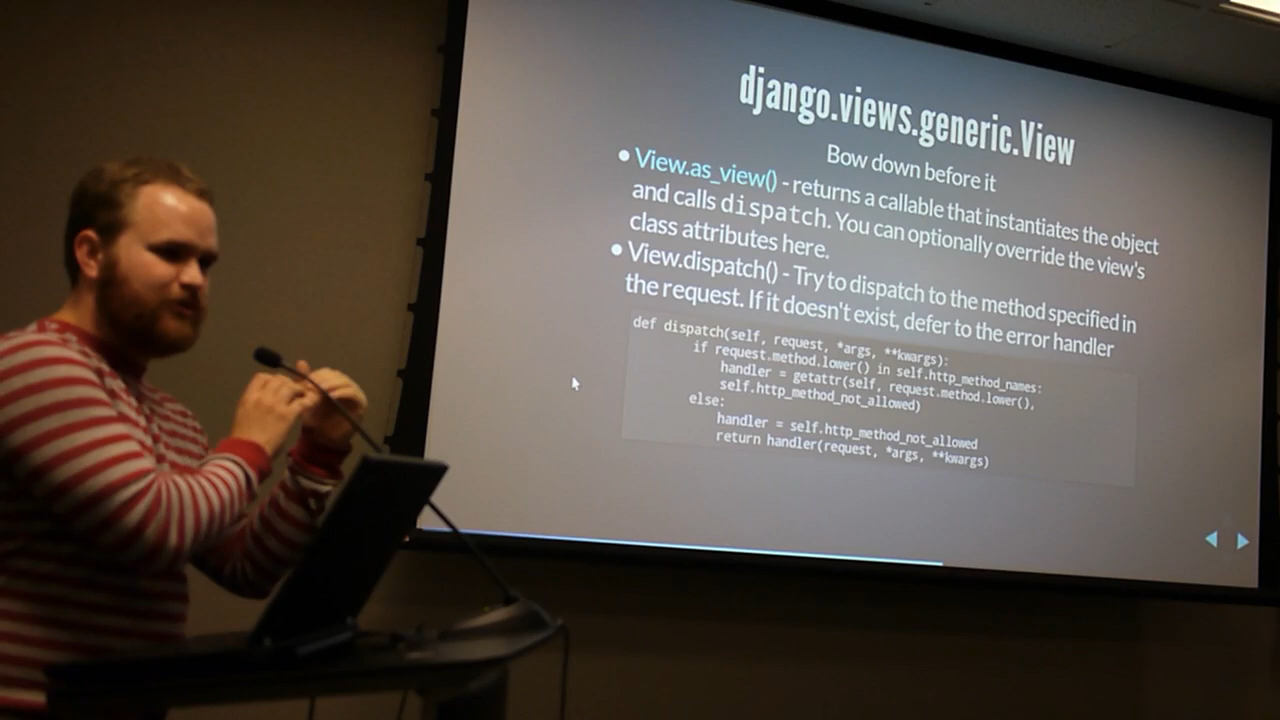 django.views.generic.View
Bow down before it
• View.as_view() - returns a callable that instantiates the object
and calls dispatch. You can optionally override the view's
class attributes here.
• View.dispatch() - Try to dispatch to the method specified in
the request. If it doesn't exist, defer to the error handler
def dispatch(self, request, *args, **kwargs):
if request.method.lower() in self.http_method_names:
handler = getattr(self, request.method.lower(),
self.http_method_not_allowed)
else:
handler = self.http_method_not_allowed
return handler(request, *args, **kwargs)